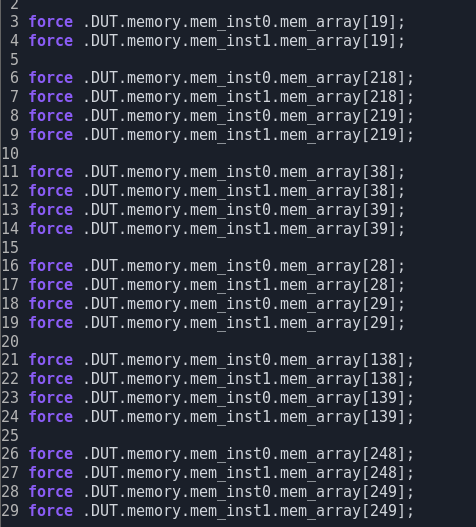 2
3 force .DUT.memory.mem_inst0.mem_array[19];
4 force .DUT.memory.mem_inst1.mem_array[19];
5
6 force .DUT.memory.mem_inst0.mem_array[218];
7 force .DUT.memory.mem_inst1.mem_array[218];
8 force .DUT.memory.mem_inst0.mem_array[219];
9 force .DUT.memory.mem_inst1.mem_array[219];
10
11 force .DUT.memory.mem_inst0.mem_array[38];
12 force .DUT.memory.mem_inst1.mem_array[38];
13 force .DUT.memory.mem_inst0.mem_array[39];
14 force .DUT.memory.mem_inst1.mem_array[39];
15
16 force .DUT.memory.mem_inst0.mem_array[28];
17 force .DUT.memory.mem_inst1.mem_array[28];
18 force .DUT.memory.mem_inst0.mem_array[29];
19 force .DUT.memory.mem_inst1.mem_array[29];
20
21 force .DUT.memory.mem_inst0.mem_array[138];
22 force .DUT.memory.mem_inst1.mem_array[138];
23 force .DUT.memory.mem_inst0.mem_array[139];
24 force .DUT.memory.mem_inst1.mem_array[139];
25
26 force .DUT.memory.mem_inst0.mem_array[248];
27 force .DUT.memory.mem_inst1.mem_array[248];
28 force .DUT.memory.mem_inst0.mem_array[249];
29 force .DUT.memory.mem_inst1.mem_array[249];